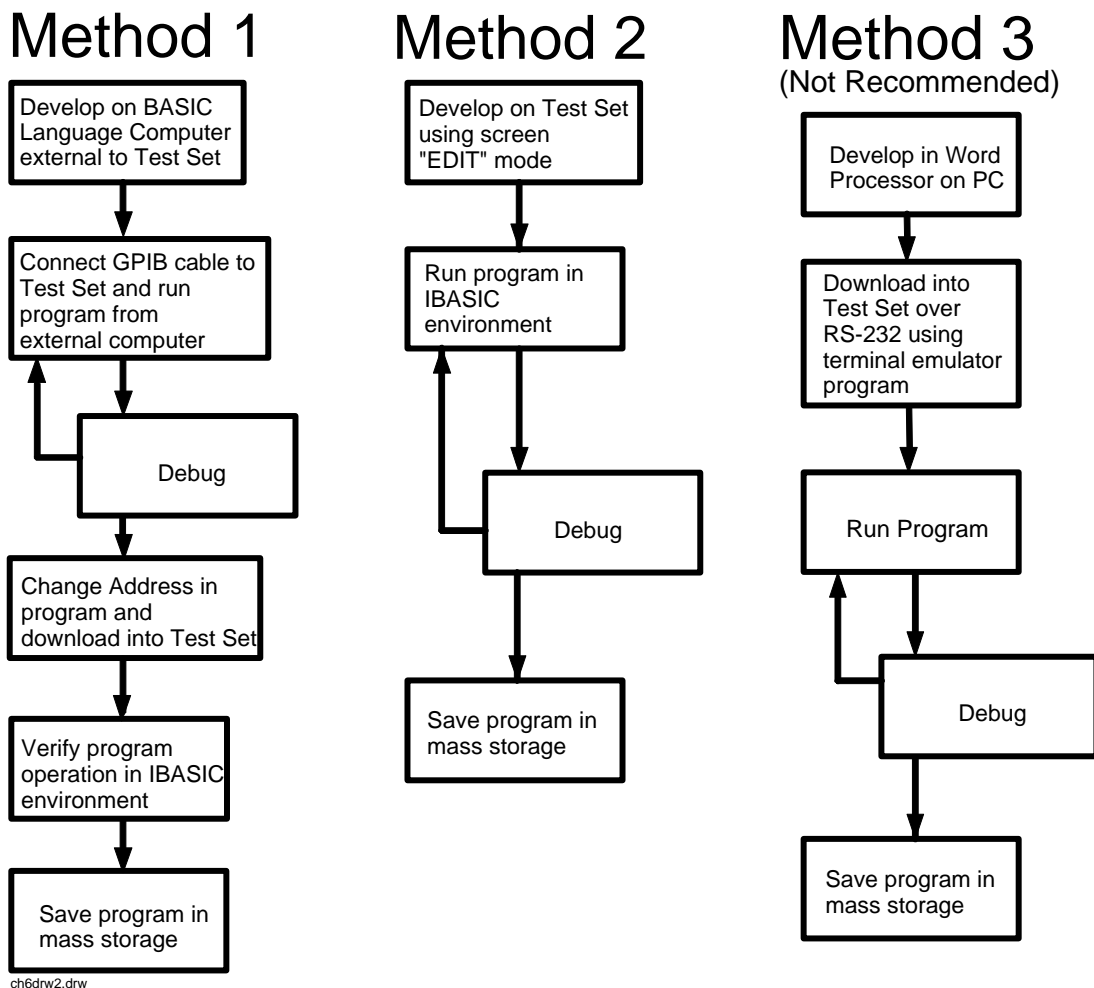 Method 1
Develop on BASIC
Language Computer
external to Test Set
Connect GPIB cable to
Test Set and run
program from
external computer
Debug
Change Address in
program and
download into Test Set
Verify program
operation in IBASIC
environment
Save program in
mass storage
ch6drw2.drw
Method 2
Develop on Test Set
using screen
"EDIT" mode
Run program in
IBASIC
environment
Debug
Save program in
mass storage
Method 3
(Not Recommended)
Develop in Word
Processor on PC
Download into
Test Set over
RS-232 using
terminal emulator
program
Run Program
Debug
Save program in
mass storage